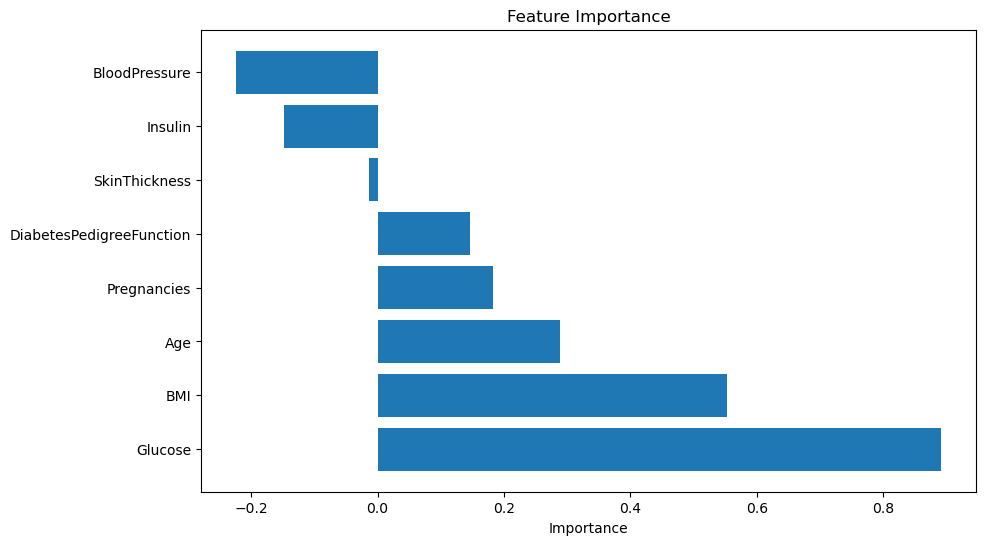 Feature Importance
BloodPressure
Insulin
SkinThickness
DiabetesPedigreeFunction
Pregnancies
Age
BMI
Glucose
−0.2 0.0 0.2 0.4 0.6 0.8
Importance